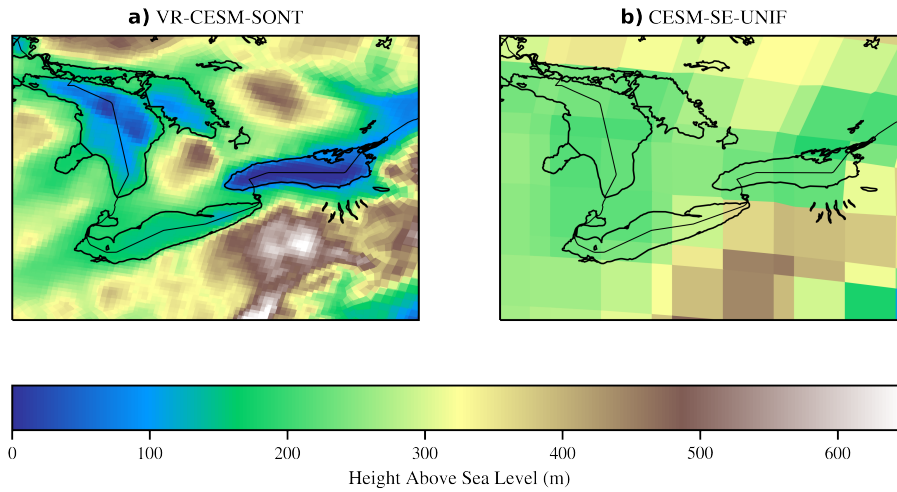 a) VR-CESM-SONT
b) CESM-SE-UNIF
0 100 200 300 400 500 600
Height Above Sea Level (m)